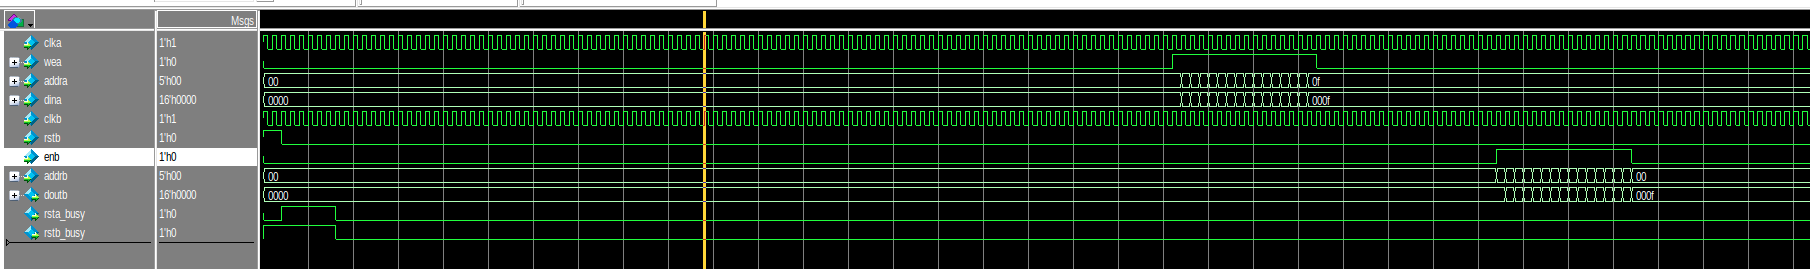 Msgs
clka 1'h1
wea 1'h0
addra 5'h00 00 0f
dina 16'h0000 0000 000f
clkb 1'h1
rstb 1'h0
enb 1'h0
addrb 5'h00 00 00
doutb 16'h0000 0000 000f
rsta_busy 1'h0
rstb_busy 1'h0